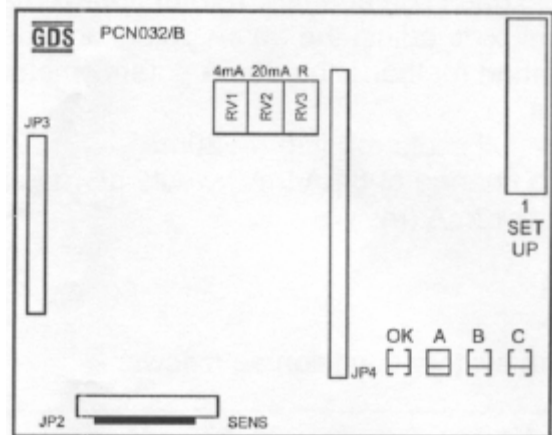 GDS PCN032/B
4mA 20mA R
RV1 RV2 RV3
JP3
1
SET
UP
OK A B C
JP4
JP2 SENS